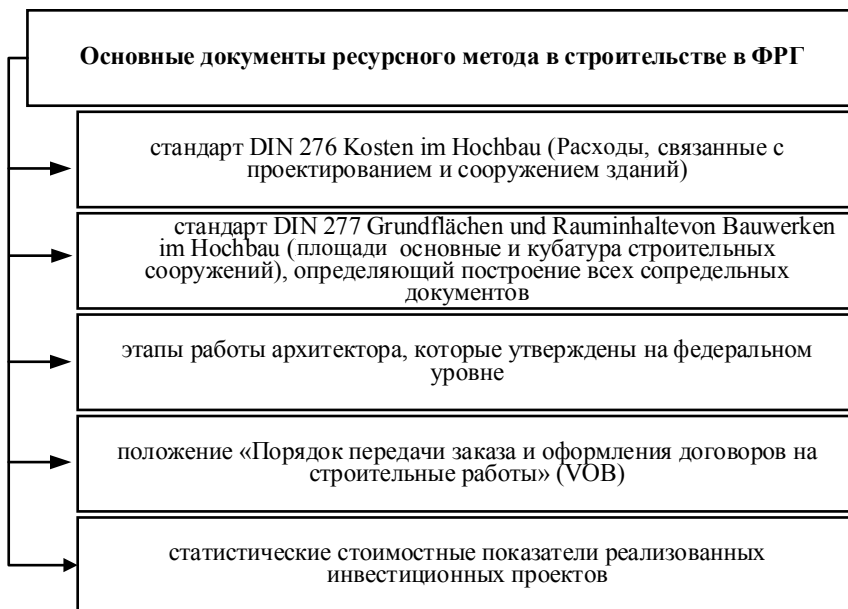 Основные документы ресурсного метода в строительстве в ФРГ
стандарт DIN 276 Kosten im Hochbau (Расходы, связанные с
проектированием и сооружением зданий)
стандарт DIN 277 Grundflächen und Rauminhaltevon Bauwerken
im Hochbau (площади основные и кубатура строительных
сооружений), определяющий построение всех сопредельных
документов
этапы работы архитектора, которые утверждены на федеральном
уровне
положение «Порядок передачи заказа и оформления договоров на
строительные работы» (VOB)
статистические стоимостные показатели реализованных
инвестиционных проектов